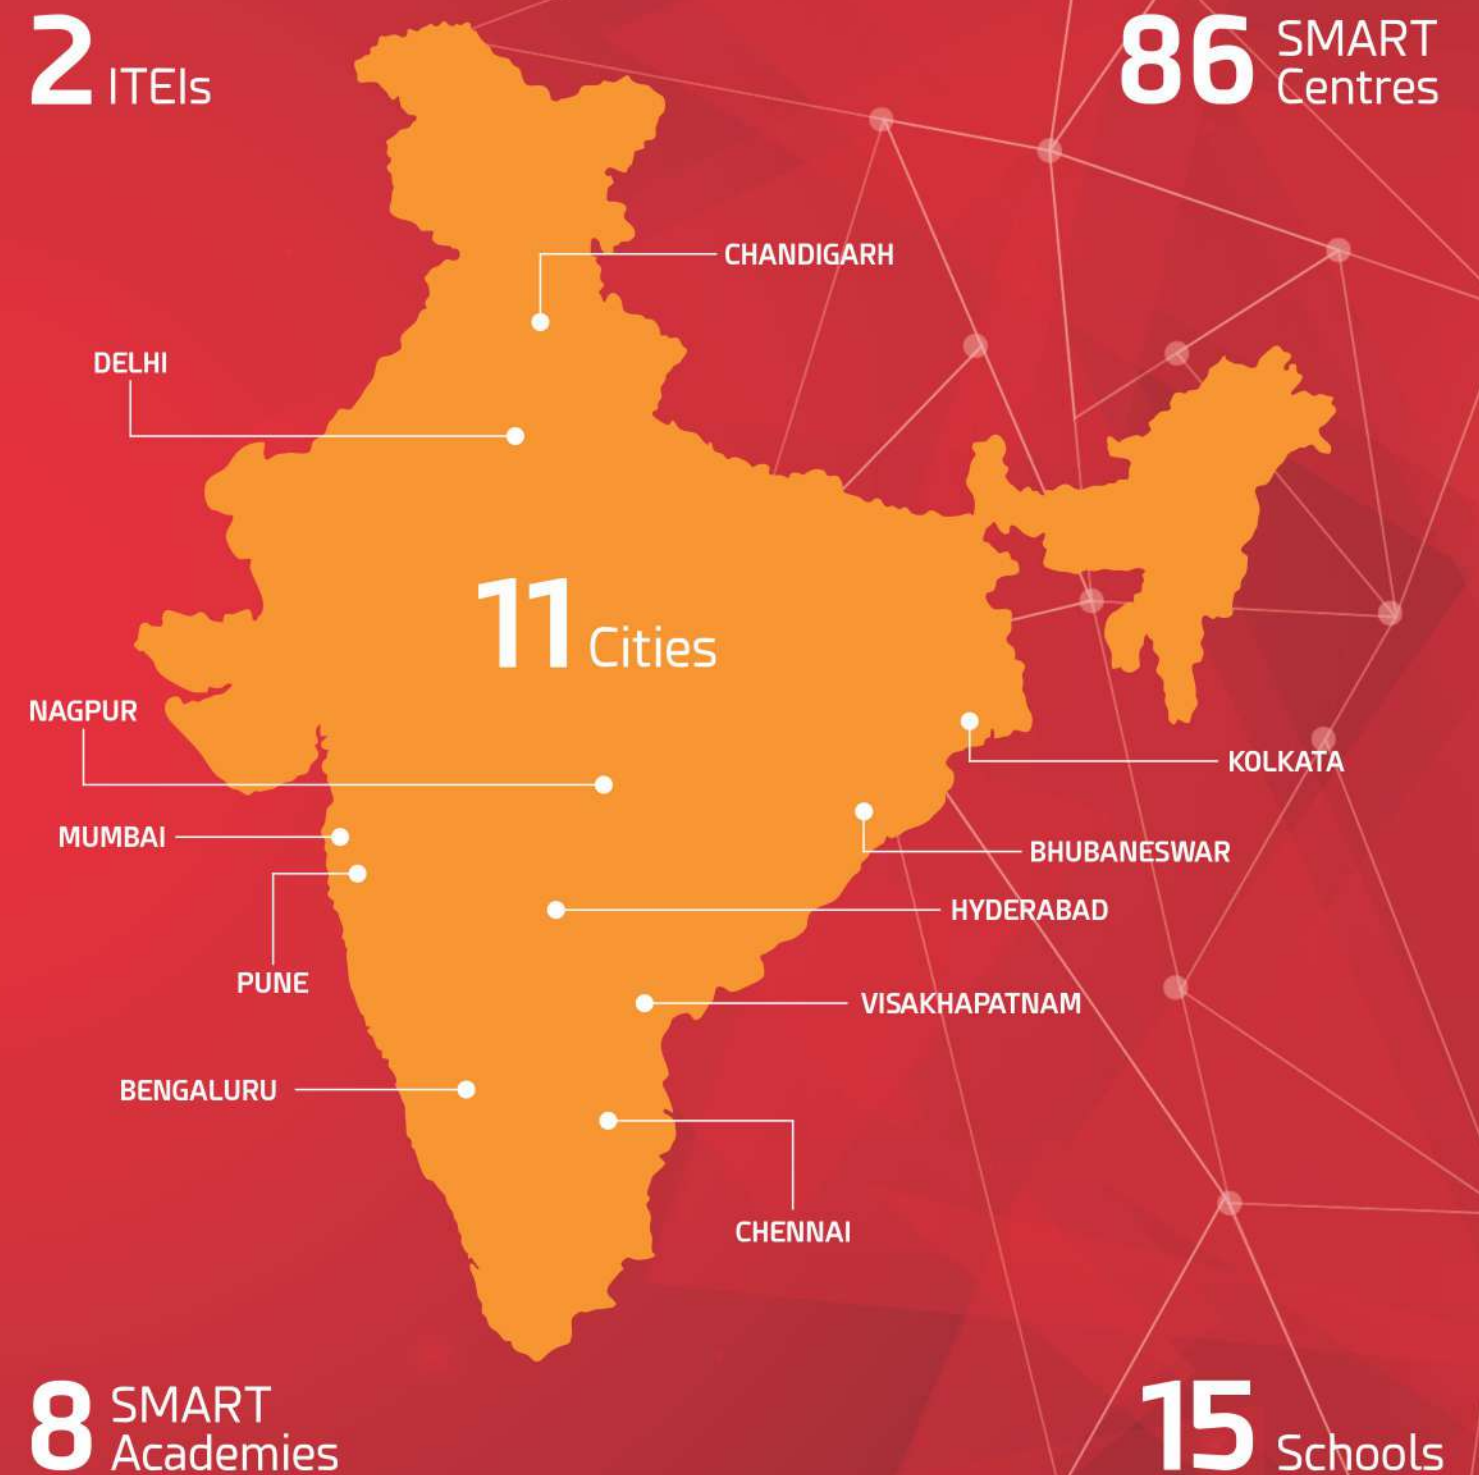 2 ITEIs
86 SMART
Centres
CHANDIGARH
DELHI
11 Cities
NAGPUR
KOLKATA
MUMBAI
BHUBANESWAR
HYDERABAD
PUNE
VISAKHAPATNAM
BENGALURU
CHENNAI
8 SMART
Academies
15 Schools